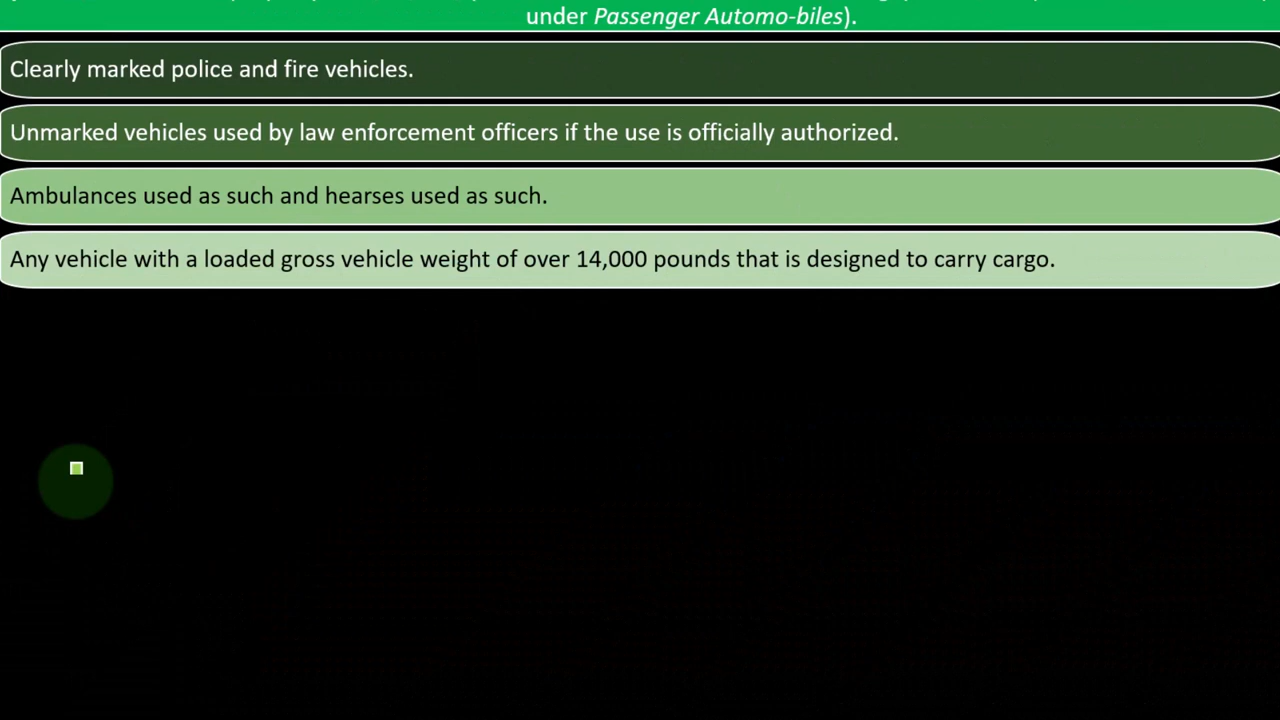 under Passenger Automo-biles).
Clearly marked police and fire vehicles.
Unmarked vehicles used by law enforcement officers if the use is officially authorized.
Ambulances used as such and hearses used as such.
Any vehicle with a loaded gross vehicle weight of over 14,000 pounds that is designed to carry cargo.